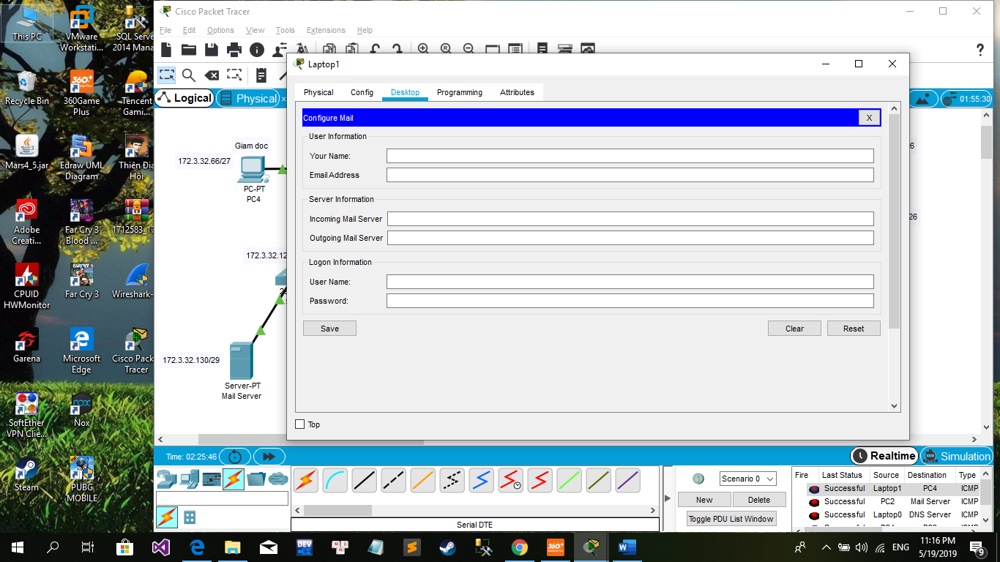 This PC
VMware
Workstati...
SQL Serve
2014 Mana
Recycle Bin
360Game
Plus
Tencent
Gami...
Mars4_5.jar
Edraw UML
Diagram
Thiên Địa
Hội
Adobe
Creati...
Far Cry 3
Blood ...
1712583_17
CPUID
HWMonitor
Far Cry 3
Wireshark-
Garena
Microsoft
Edge
Cisco Pack
Tracer
SoftEther
VPN Clie...
Nox
Steam
PUBG
MOBILE
Cisco Packet Tracer
File Edit Options View Tools Extensions Help
Logical
Physical
01:55:30
Giam doc
172.3.32.66/27
PC-PT
PC4
172.3.32.12
172.3.32.130/29
Server-PT
Mail Server
26
Laptop1
Physical Config Desktop Programming Attributes
Configure Mail
X
User Information
Your Name:
Email Address
Server Information
Incoming Mail Server
Outgoing Mail Server
Logon Information
User Name:
Password:
Save Clear Reset
Top
Time: 02:25:46
Realtime
Simulation
Scenario 0
New Delete
Toggle PDU List Window
Serial DTE
Fire Last Status Source Destination Type
Successful Laptop1 PC4 ICMP
Successful PC2 Mail Server ICMP
Successful Laptop0 DNS Server ICMP
ENG
11:16 PM
5/19/2019
9